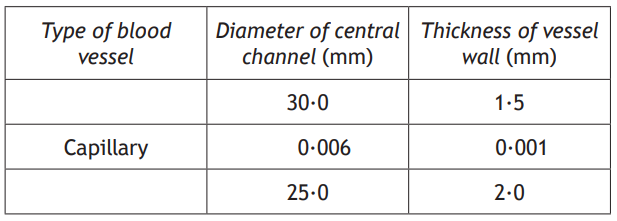 Type of blood vessel
Diameter of central channel (mm)
Thickness of vessel wall (mm)
30·0
1·5
Capillary
0·006
0·001
25·0
2·0